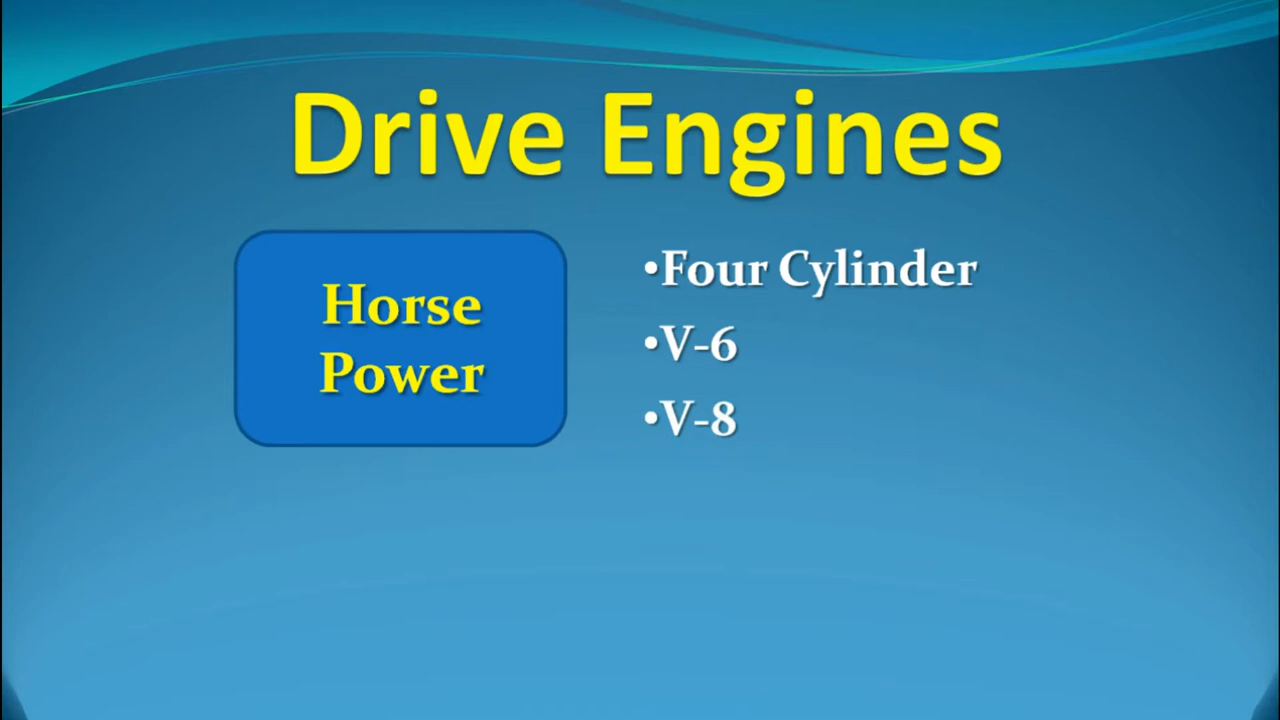 Drive Engines
Horse
Power
•Four Cylinder
•V-6
•V-8